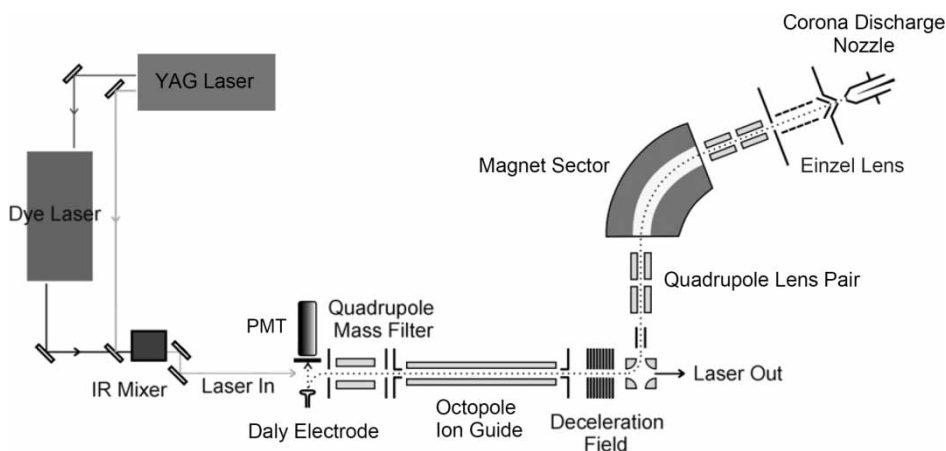 Corona Discharge
Nozzle
YAG Laser
Magnet Sector
Einzel Lens
Dye Laser
Quadrupole Lens Pair
PMT
Quadrupole
Mass Filter
IR Mixer
Laser In
Laser Out
Daly Electrode
Octopole
Ion Guide
Deceleration
Field